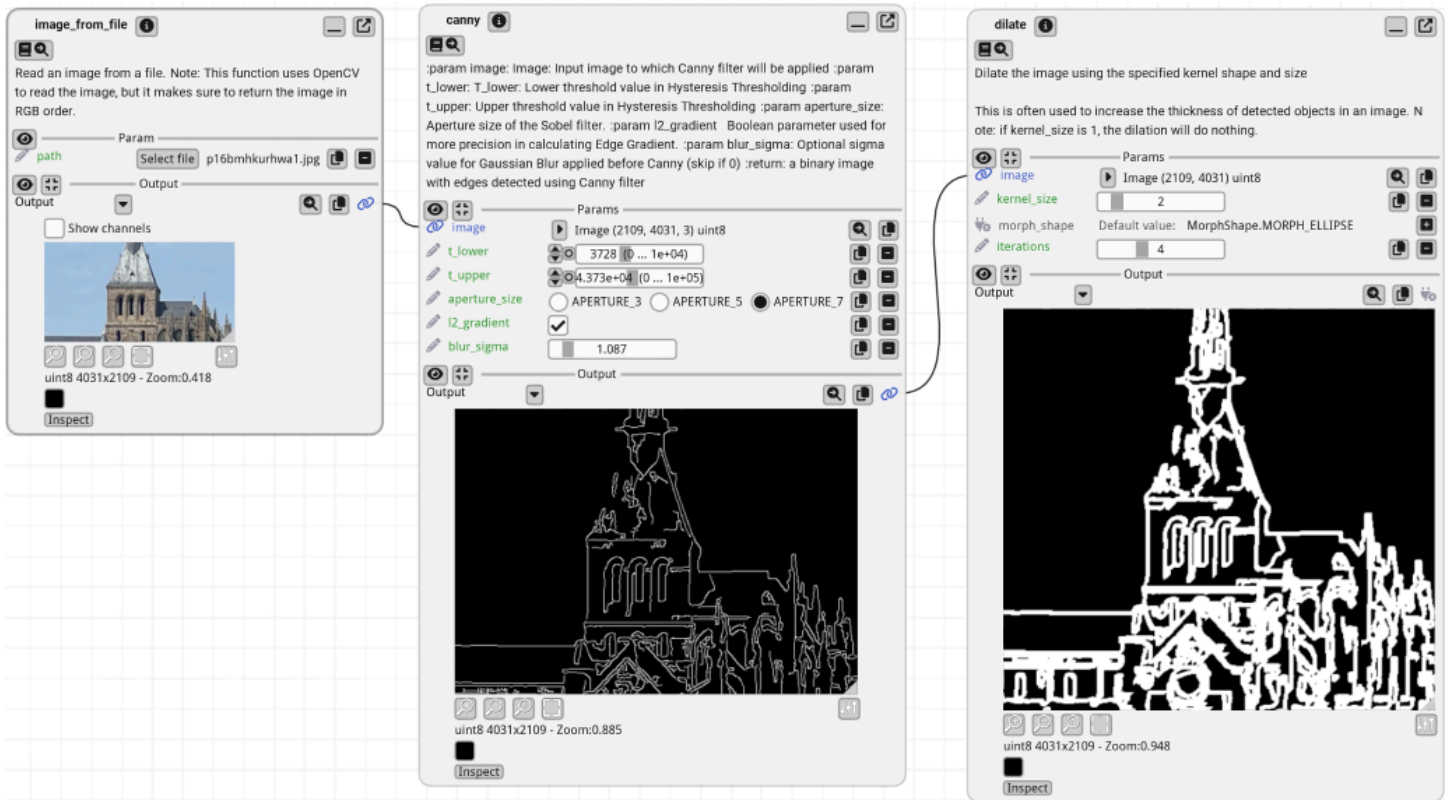 image_from_file
Read an image from a file. Note: This function uses OpenCV
to read the image, but it makes sure to return the image in
RGB order.
Param
path Select file p16bmhkurhwa1.jpg
Output
Output
Show channels
uint8 4031x2109 - Zoom:0.418
Inspect
canny
:param image: Image: Input image to which Canny filter will be applied :param
t_lower: T_lower: Lower threshold value in Hysteresis Thresholding :param
t_upper: Upper threshold value in Hysteresis Thresholding :param aperture_size:
Aperture size of the Sobel filter. :param l2_gradient Boolean parameter used for
more precision in calculating Edge Gradient. :param blur_sigma: Optional sigma
value for Gaussian Blur applied before Canny (skip if 0) :return: a binary image
with edges detected using Canny filter
Params
image Image (2109, 4031, 3) uint8
t_lower 3728 (0 ... 1e+04)
t_upper 4.373e+04 (0 ... 1e+05)
aperture_size APERTURE_3 APERTURE_5 APERTURE_7
l2_gradient
blur_sigma 1.087
Output
Output
uint8 4031x2109 - Zoom:0.885
Inspect
dilate
Dilate the image using the specified kernel shape and size
This is often used to increase the thickness of detected objects in an image. N
ote: if kernel_size is 1, the dilation will do nothing.
Params
image Image (2109, 4031) uint8
kernel_size 2
morph_shape Default value: MorphShape.MORPH_ELLIPSE
iterations 4
Output
Output
uint8 4031x2109 - Zoom:0.948
Inspect